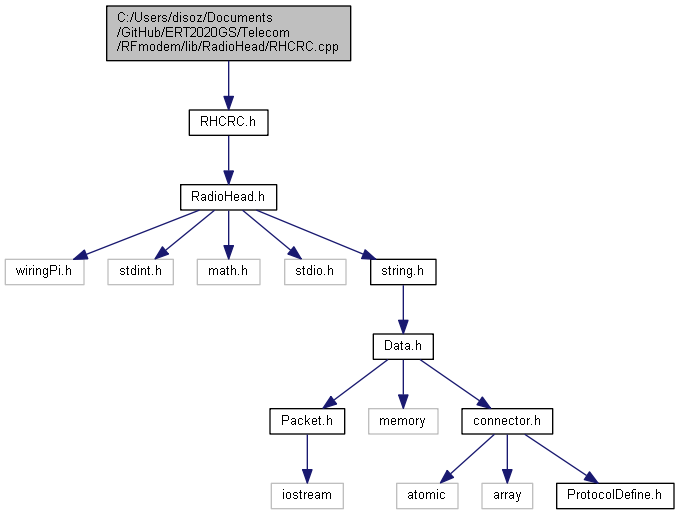 C:/Users/disoz/Documents
/GitHub/ERT2020GS/Telecom
/RFmodem/lib/RadioHead/RHCRC.cpp
RHCRC.h
RadioHead.h
wiringPi.h
stdint.h
math.h
stdio.h
string.h
Data.h
Packet.h
memory
connector.h
iostream
atomic
array
ProtocolDefine.h